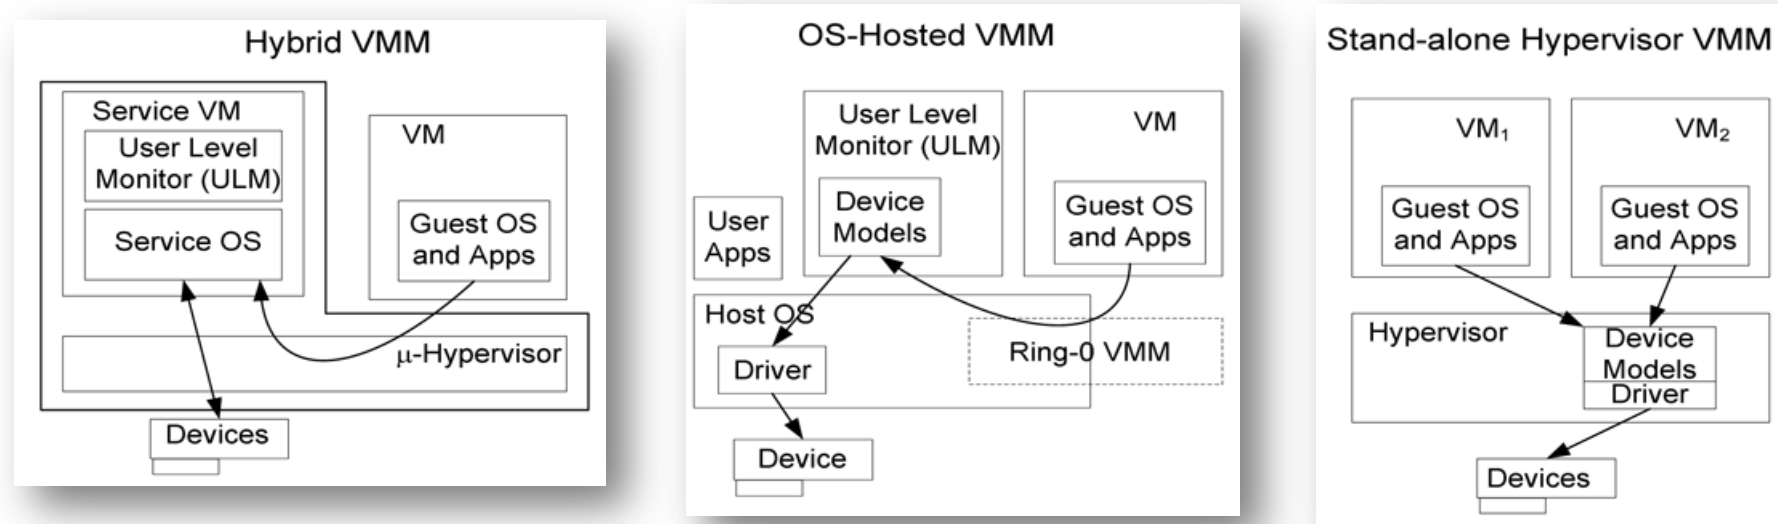 Hybrid VMM
Service VM
User Level
Monitor (ULM)
Service OS
VM
Guest OS
and Apps
μ-Hypervisor
Devices
OS-Hosted VMM
User Level
Monitor (ULM)
Device
Models
User
Apps
VM
Guest OS
and Apps
Host OS
Ring-0 VMM
Driver
Device
Stand-alone Hypervisor VMM
VM₁
Guest OS
and Apps
VM₂
Guest OS
and Apps
Hypervisor
Device
Models
Driver
Devices